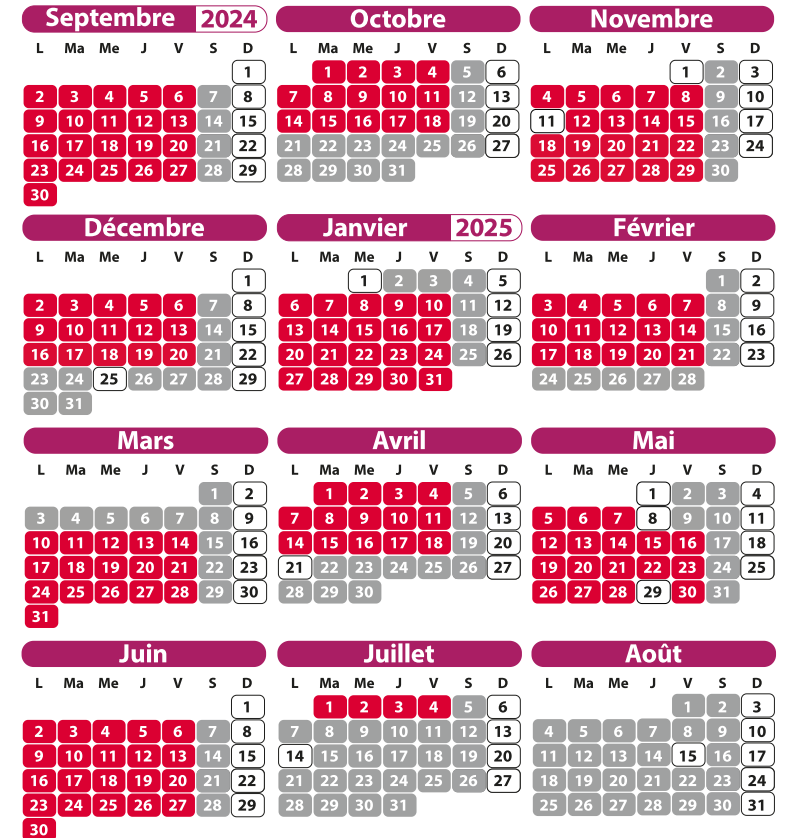 Septembre 2024
L Ma Me J V S D
1
2 3 4 5 6 7 8
9 10 11 12 13 14 15
16 17 18 19 20 21 22
23 24 25 26 27 28 29
30
Octobre
L Ma Me J V S D
1 2 3 4 5 6
7 8 9 10 11 12 13
14 15 16 17 18 19 20
21 22 23 24 25 26 27
28 29 30 31
Novembre
L Ma Me J V S D
1 2 3
4 5 6 7 8 9 10
11 12 13 14 15 16 17
18 19 20 21 22 23 24
25 26 27 28 29 30
Décembre
L Ma Me J V S D
1
2 3 4 5 6 7 8
9 10 11 12 13 14 15
16 17 18 19 20 21 22
23 24 25 26 27 28 29
30 31
Janvier 2025
L Ma Me J V S D
1 2 3 4 5
6 7 8 9 10 11 12
13 14 15 16 17 18 19
20 21 22 23 24 25 26
27 28 29 30 31
Février
L Ma Me J V S D
1 2
3 4 5 6 7 8 9
10 11 12 13 14 15 16
17 18 19 20 21 22 23
24 25 26 27 28
Mars
L Ma Me J V S D
1 2
3 4 5 6 7 8 9
10 11 12 13 14 15 16
17 18 19 20 21 22 23
24 25 26 27 28 29 30
31
Avril
L Ma Me J V S D
1 2 3 4 5 6
7 8 9 10 11 12 13
14 15 16 17 18 19 20
21 22 23 24 25 26 27
28 29 30
Mai
L Ma Me J V S D
1 2 3 4
5 6 7 8 9 10 11
12 13 14 15 16 17 18
19 20 21 22 23 24 25
26 27 28 29 30 31
Juin
L Ma Me J V S D
1
2 3 4 5 6 7 8
9 10 11 12 13 14 15
16 17 18 19 20 21 22
23 24 25 26 27 28 29
30
Juillet
L Ma Me J V S D
1 2 3 4 5 6
7 8 9 10 11 12 13
14 15 16 17 18 19 20
21 22 23 24 25 26 27
28 29 30 31
Août
L Ma Me J V S D
1 2 3
4 5 6 7 8 9 10
11 12 13 14 15 16 17
18 19 20 21 22 23 24
25 26 27 28 29 30 31